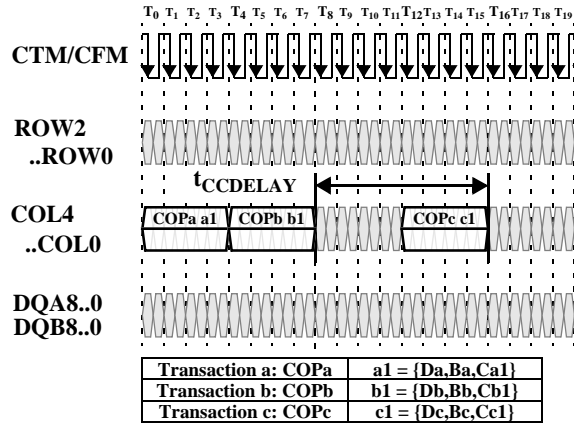 T0 T1 T2 T3 T4 T5 T6 T7 T8 T9 T10 T11 T12 T13 T14 T15 T16 T17 T18 T19
CTM/CFM
ROW2
..ROW0
tCCDELAY
COL4
..COL0
COPa a1 COPb b1 COPc c1
DQA8..0
DQB8..0
Transaction a: COPa a1 = {Da,Ba,Ca1}
Transaction b: COPb b1 = {Db,Bb,Cb1}
Transaction c: COPc c1 = {Dc,Bc,Cc1}